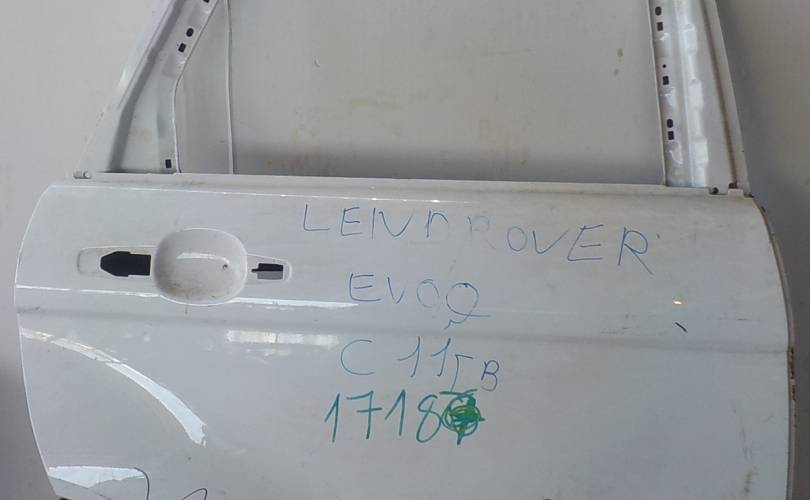 LENDROVER
EVOQ
C 11 ГВ
1718